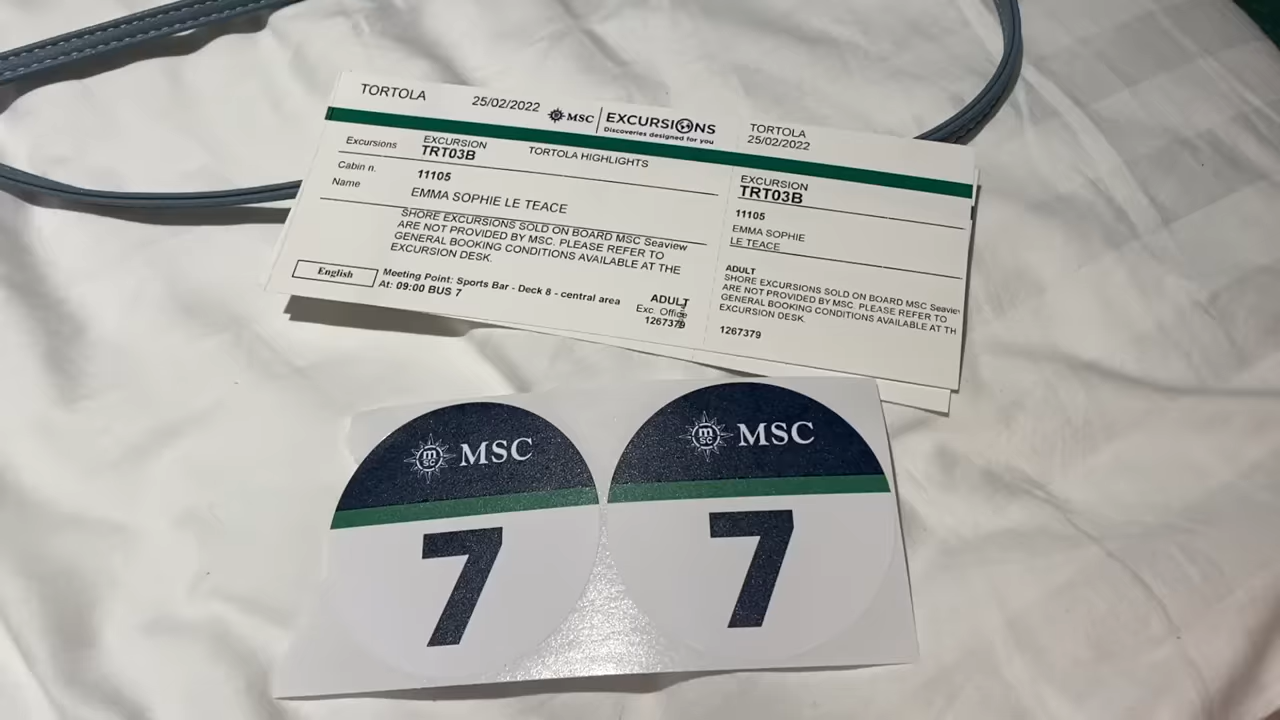 TORTOLA
25/02/2022
MSC
EXCURSIONS
Discoveries designed for you
Excursions
EXCURSION
TRT03B
TORTOLA HIGHLIGHTS
Cabin n.
11105
Name
EMMA SOPHIE LE TEACE
SHORE EXCURSIONS SOLD ON BOARD MSC Seaview
ARE NOT PROVIDED BY MSC. PLEASE REFER TO
GENERAL BOOKING CONDITIONS AVAILABLE AT THE
EXCURSION DESK.
English
Meeting Point: Sports Bar - Deck 8 - central area
At: 09:00 BUS 7
ADULT
Exc. Office
1267379
TORTOLA
25/02/2022
EXCURSION
TRT03B
11105
EMMA SOPHIE
LE TEACE
ADULT
SHORE EXCURSIONS SOLD ON BOARD MSC Seaview
ARE NOT PROVIDED BY MSC. PLEASE REFER TO
GENERAL BOOKING CONDITIONS AVAILABLE AT TH
EXCURSION DESK.
1267379
msc
MSC
7
msc
MSC
7